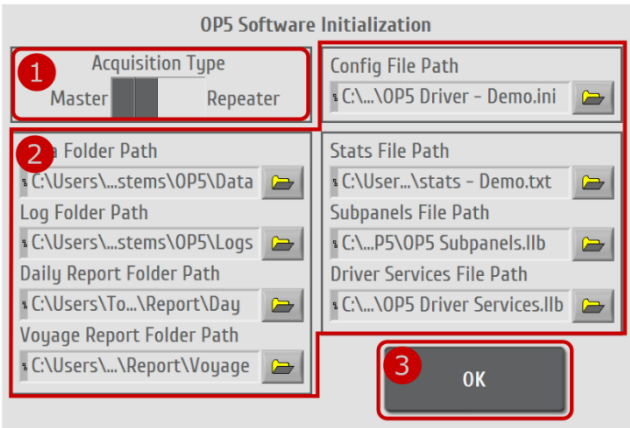 OP5 Software Initialization
1
Acquisition Type
Master
Repeater
Config File Path
C:\...\OP5 Driver - Demo.ini
2
a Folder Path
C:\Users\...stems\OP5\Data
Log Folder Path
C:\Users\...stems\OP5\Logs
Daily Report Folder Path
C:\Users\To...\Report\Day
Voyage Report Folder Path
C:\Users\...\Report\Voyage
Stats File Path
C:\User...\stats - Demo.txt
Subpanels File Path
C:\...P5\OP5 Subpanels.llb
Driver Services File Path
C:\...\OP5 Driver Services.llb
3
OK